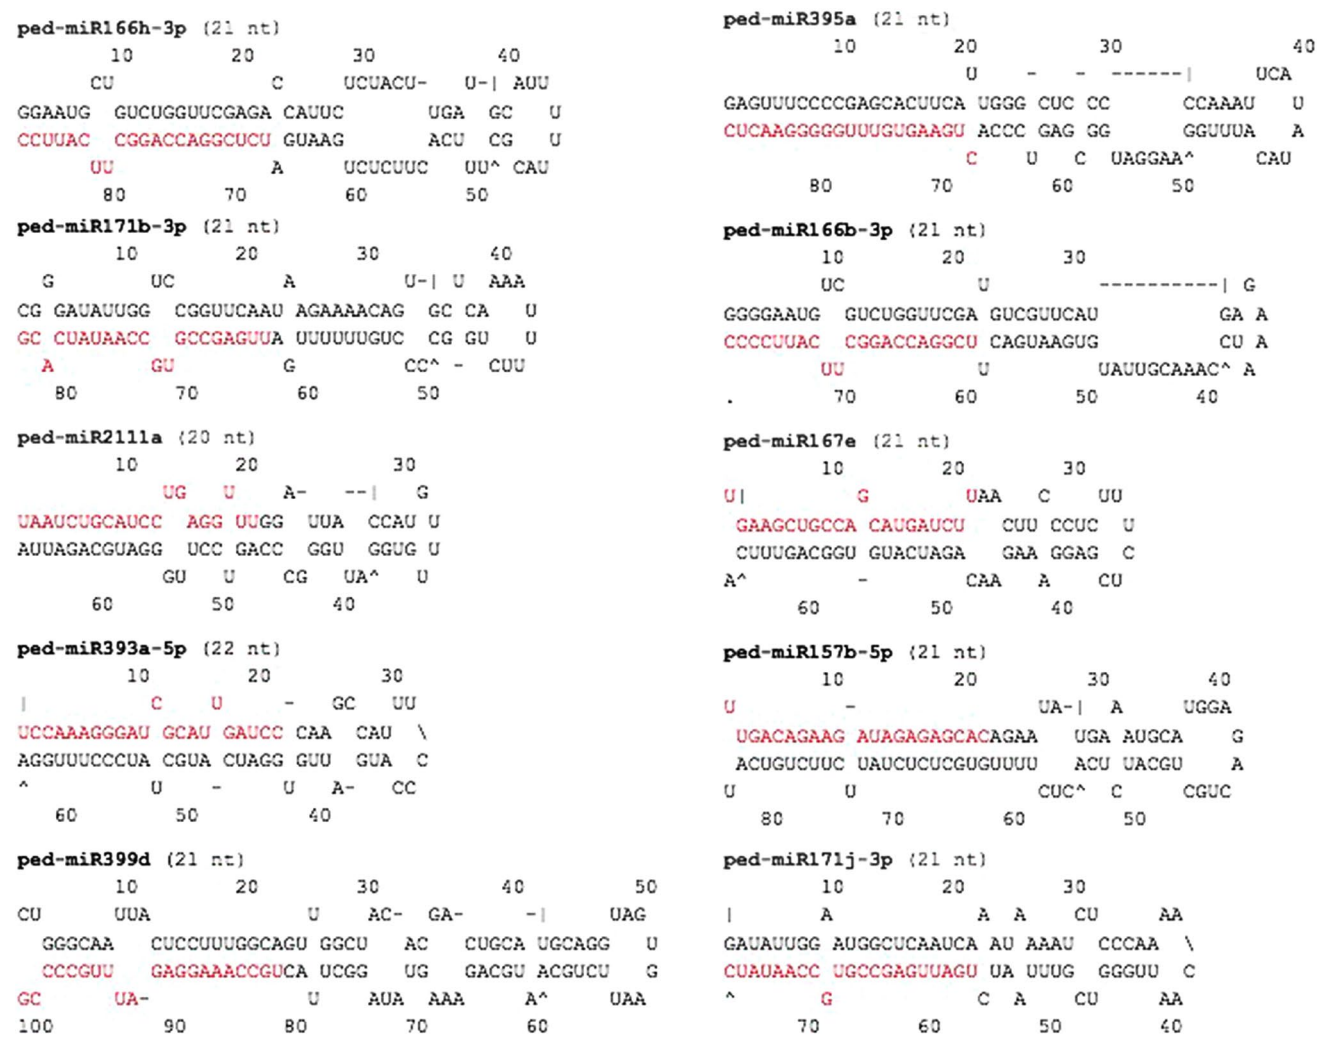 ped-miR166h-3p (21 nt)
10 20 30 40
CU C UCUACU- U-| AUU
GGAAUG GUCUGGUUCGAGA CAUUC UGA GC U
CCUUAC CGGACCAGGCUCU GUAAG ACU CG U
UU A UCUCUUC UU^ CAU
80 70 60 50
ped-miR171b-3p (21 nt)
10 20 30 40
G UC A U-| U AAA
CG GAUAUUGG CGGUUCAAU AGAAAACAG GC CA U
GC CUAUAACC GCCGAGUUA UUUUUUGUC CG GU U
A GU G CC^ - CUU
80 70 60 50
ped-miR2111a (20 nt)
10 20 30
UG U A- --| G
UAAUCUGCAUCC AGG UUGG UUA CCAU U
AUUAGACGUAGG UCC GACC GGU GGUG U
GU U CG UA^ U
60 50 40
ped-miR393a-5p (22 nt)
10 20 30
| C U - GC UU
UCCAAAGGGAU GCAU GAUCC CAA CAU \
AGGUUUCCCUA CGUA CUAGG GUU GUA C
^ U - U A- CC
60 50 40
ped-miR399d (21 nt)
10 20 30 40 50
CU UUA U AC- GA- -| UAG
GGGCAA CUCCUUUGGCAGU GGCU AC CUGCA UGCAGG U
CCCGUU GAGGAAACCGUCA UCGG UG GACGU ACGUCU G
GC UA- U AUA AAA A^ UAA
100 90 80 70 60
ped-miR395a (21 nt)
10 20 30 40
U - - ------| UCA
GAGUUUCCCCGAGCACUUCA UGGG CUC CC CCAAAU U
CUCAAGGGGGUUUGUGAAGU ACCC GAG GG GGUUUA A
C U C UAGGAA^ CAU
80 70 60 50
ped-miR166b-3p (21 nt)
10 20 30
UC U ----------| G
GGGGAAUG GUCUGGUUCGA GUCGUUCAU GA A
CCCCUUAC CGGACCAGGCU CAGUAAGUG CU A
UU U UAUUGCAAAC^ A
. 70 60 50 40
ped-miR167e (21 nt)
10 20 30
U| G UAA C UU
GAAGCUGCCA CAUGAUCU CUU CCUC U
CUUUGACGGU GUACUAGA GAA GGAG C
A^ - CAA A CU
60 50 40
ped-miR157b-5p (21 nt)
10 20 30 40
U - UA-| A UGGA
UGACAGAAG AUAGAGAGCACAGAA UGA AUGCA G
ACUGUCUUC UAUCUCUCGUGUUUU ACU UACGU A
U U CUC^ C CGUC
80 70 60 50
ped-miR171j-3p (21 nt)
10 20 30
| A A A CU AA
GAUAUUGG AUGGCUCAAUCA AU AAAU CCCAA \
CUAUAACC UGCCGAGUUAGU UA UUUG GGGUU C
^ G C A CU AA
70 60 50 40